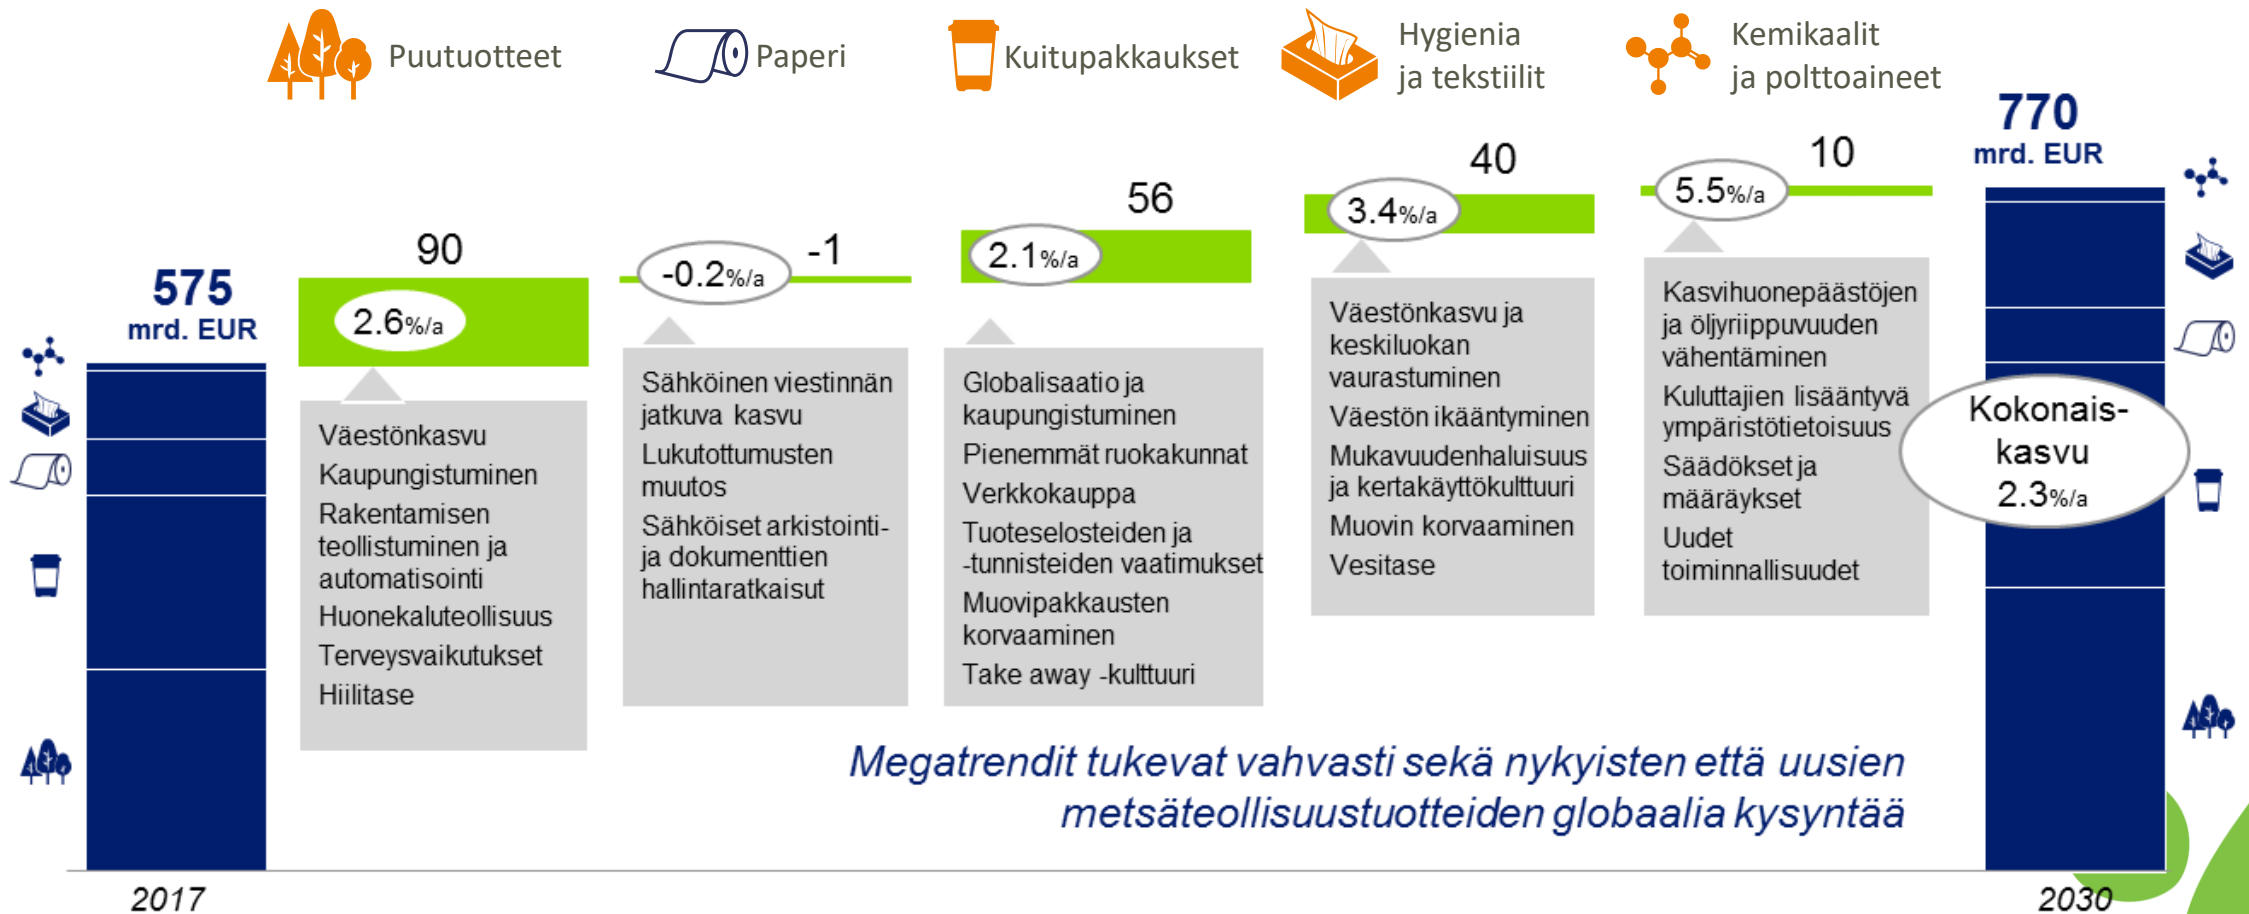 Puutuotteet
Paperi
Kuitupakkaukset
Hygienia
ja tekstiilit
Kemikaalit
ja polttoaineet
575
mrd. EUR
90
2.6%/a
Väestönkasvu
Kaupungistuminen
Rakentamisen
teollistuminen ja
automatisointi
Huonekaluteollisuus
Terveysvaikutukset
Hiilitase
-1
-0.2%/a
Sähköinen viestinnän
jatkuva kasvu
Lukutottumusten
muutos
Sähköiset arkistointi-
ja dokumenttien
hallintaratkaisut
56
2.1%/a
Globalisaatio ja
kaupungistuminen
Pienemmät ruokakunnat
Verkkokauppa
Tuoteselosteiden ja
-tunnisteiden vaatimukset
Muovipakkausten
korvaaminen
Take away -kulttuuri
40
3.4%/a
Väestönkasvu ja
keskiluokan
vaurastuminen
Väestön ikääntyminen
Mukavuudenhaluisuus
ja kertakäyttökulttuuri
Muovin korvaaminen
Vesitase
10
5.5%/a
Kasvihuonepäästöjen
ja öljyriippuvuuden
vähentäminen
Kuluttajien lisääntyvä
ympäristötietoisuus
Säädökset ja
määräykset
Uudet
toiminnallisuudet
770
mrd. EUR
Kokonais-
kasvu
2.3%/a
Megatrendit tukevat vahvasti sekä nykyisten että uusien
metsäteollisuustuotteiden globaalia kysyntää
2017
2030